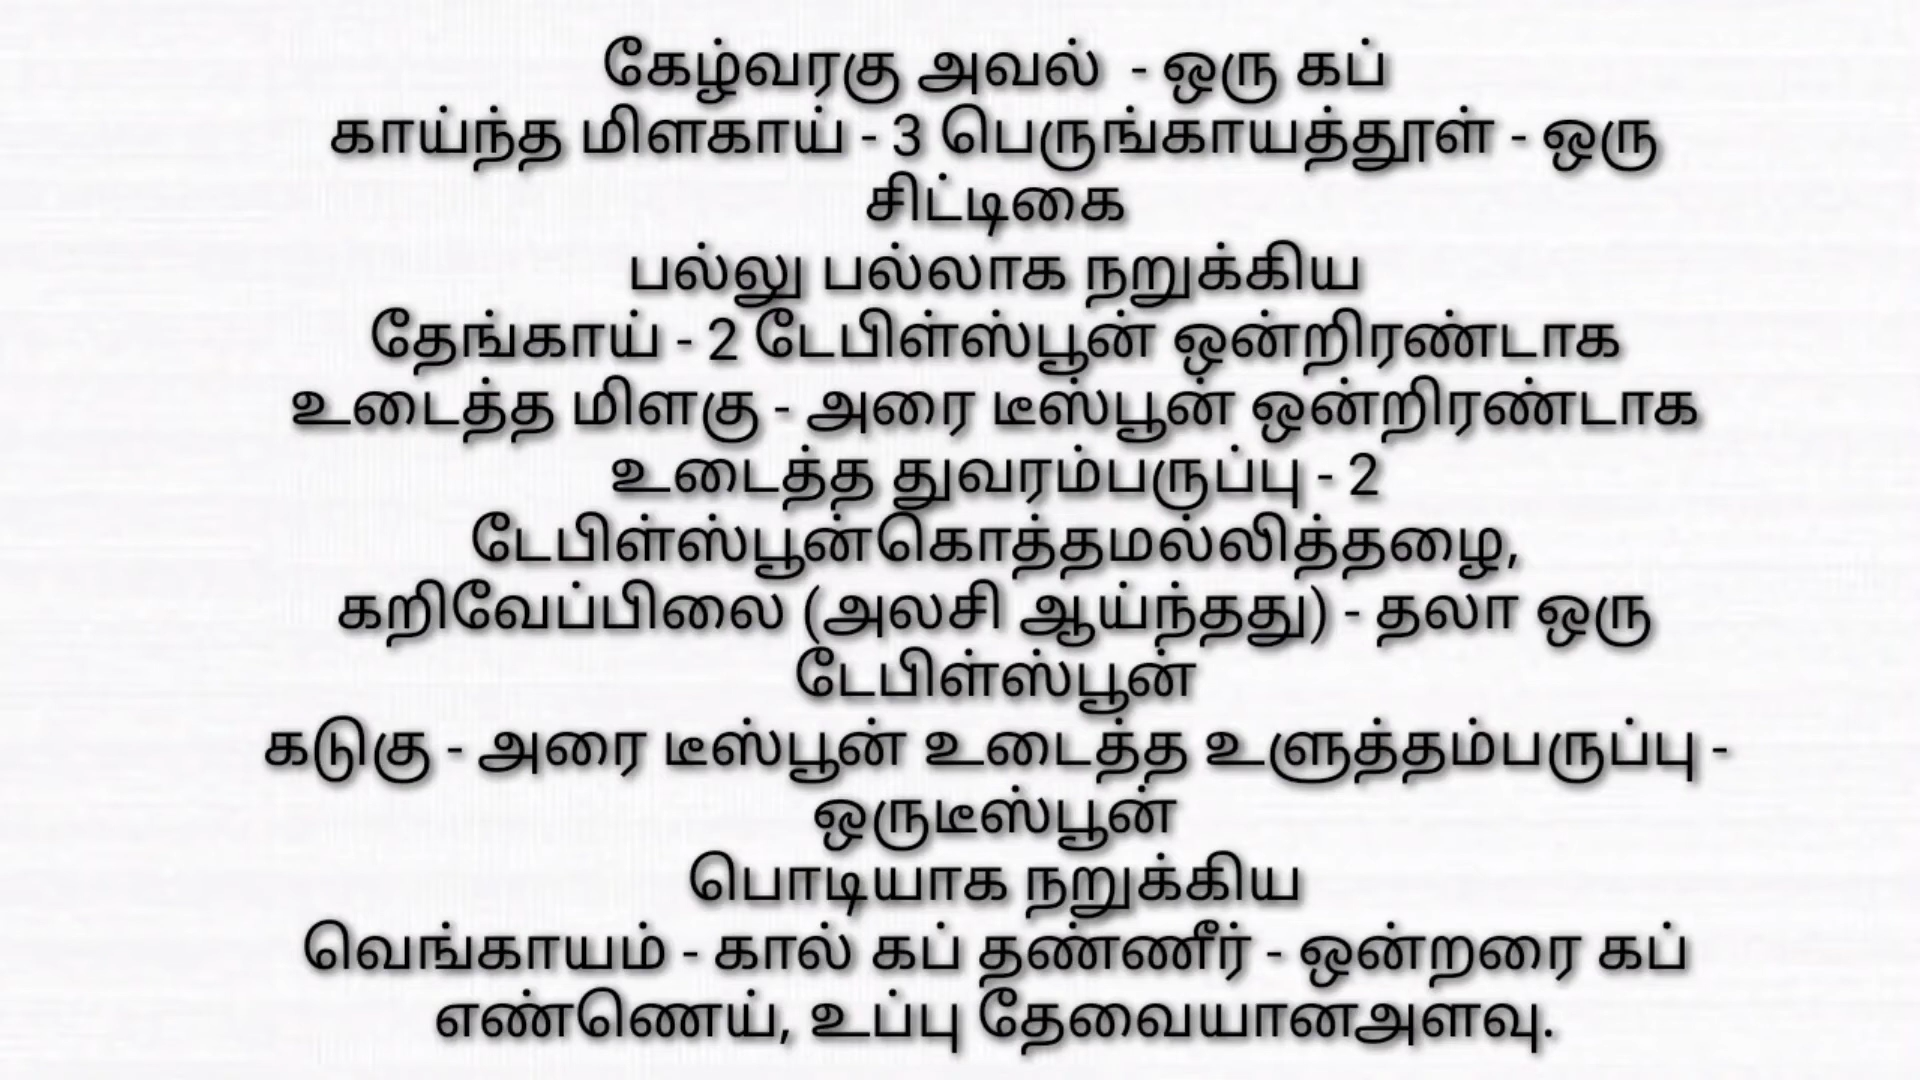 கேழ்வரகு அவல் - ஒரு கப்
காய்ந்த மிளகாய் - 3 பெருங்காயத்தூள் - ஒரு
சிட்டிகை
பல்லு பல்லாக நறுக்கிய
தேங்காய் - 2 டேபிள்ஸ்பூன் ஒன்றிரண்டாக
உடைத்த மிளகு - அரை டீஸ்பூன் ஒன்றிரண்டாக
உடைத்த துவரம்பருப்பு - 2
டேபிள்ஸ்பூன்கொத்தமல்லித்தழை,
கறிவேப்பிலை (அலசி ஆய்ந்தது) - தலா ஒரு
டேபிள்ஸ்பூன்
கடுகு - அரை டீஸ்பூன் உடைத்த உளுத்தம்பருப்பு -
ஒருடீஸ்பூன்
பொடியாக நறுக்கிய
வெங்காயம் - கால் கப் தண்ணீர் - ஒன்றரை கப்
எண்ணெய், உப்பு தேவையானஅளவு.